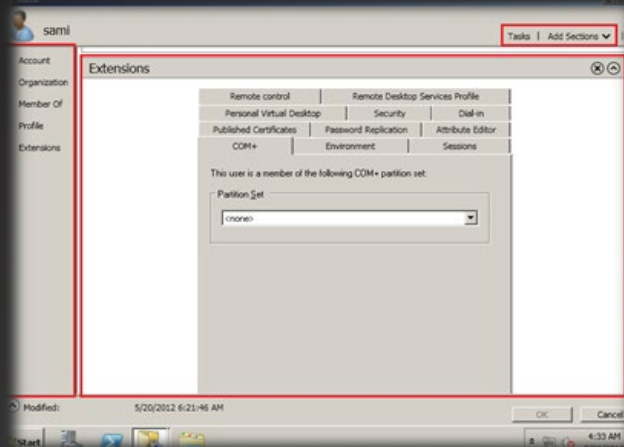 sami
Tasks | Add Sections
Account
Organization
Member Of
Profile
Extensions
Extensions
Remote control
Remote Desktop Services Profile
Personal Virtual Desktop
Security
Dial-in
Published Certificates
Password Replication
Attribute Editor
COM+
Environment
Sessions
This user is a member of the following COM+ partition set:
Partition Set
<none>
Modified:
5/20/2012 6:21:46 AM
OK
Cancel
Start
4:33 AM